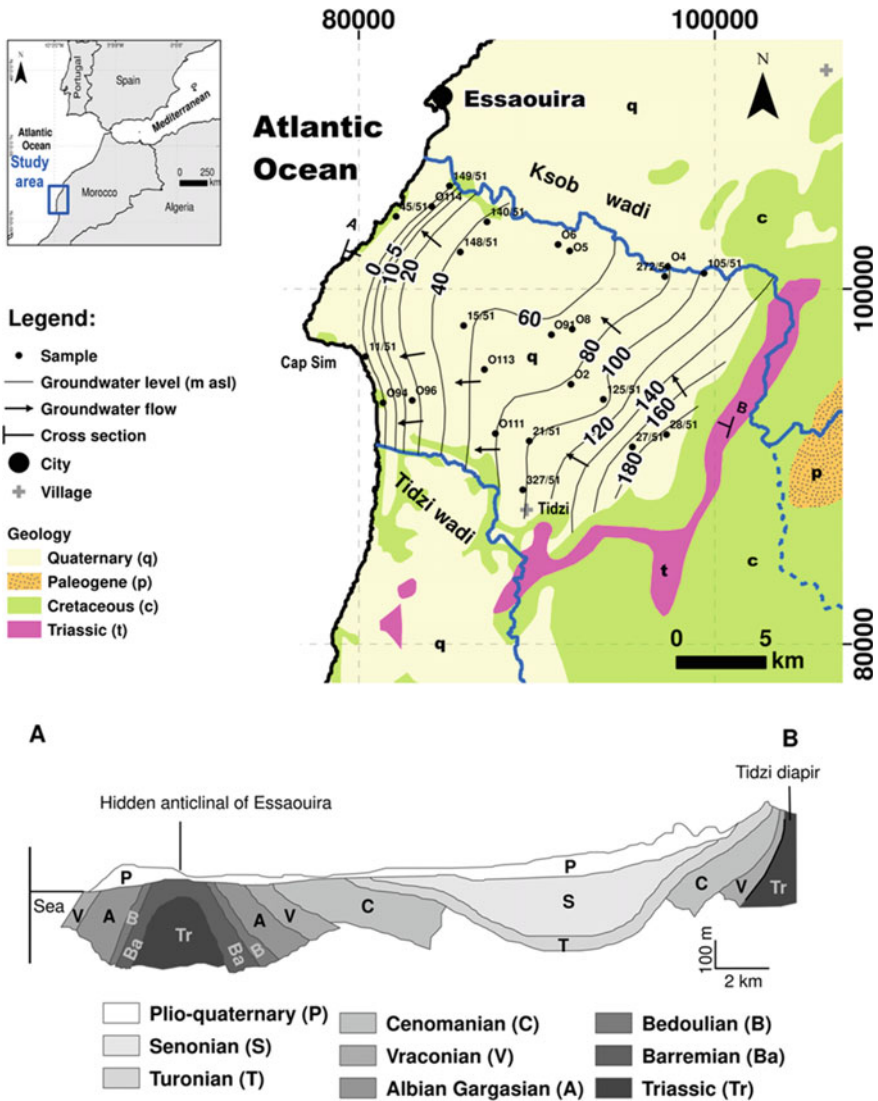 80000
100000
N
Spain
Portugal
Mediterranean
Atlantic
Ocean
Study
area
Morocco
Algeria
0 250
km
N
Essaouira
q
Atlantic
Ocean
Ksob
wadi
149/51
O114
45/51
140/51
148/51
O6
O5
O4
272/5
105/51
c
A
0
10-5
20
40
60
80
100
120
140
160
180
100000
15/51
O91
O8
q
11/51
Cap Sim
O113
O2
125/51
O94
O96
O111
21/51
27/51
28/51
B
p
327/51
Tidzi
Tidzi wadi
t
c
q
0 5
km
80000
Legend:
Sample
Groundwater level (m asl)
Groundwater flow
Cross section
City
Village
Geology
Quaternary (q)
Paleogene (p)
Cretaceous (c)
Triassic (t)
A
B
Tidzi diapir
Hidden anticlinal of Essaouira
P
P
Sea
V
A
B
Ba
Tr
Ba
B
A
V
C
S
T
C
V
Tr
100 m
2 km
Plio-quaternary (P)
Senonian (S)
Turonian (T)
Cenomanian (C)
Vraconian (V)
Albian Gargasian (A)
Bedoulian (B)
Barremian (Ba)
Triassic (Tr)